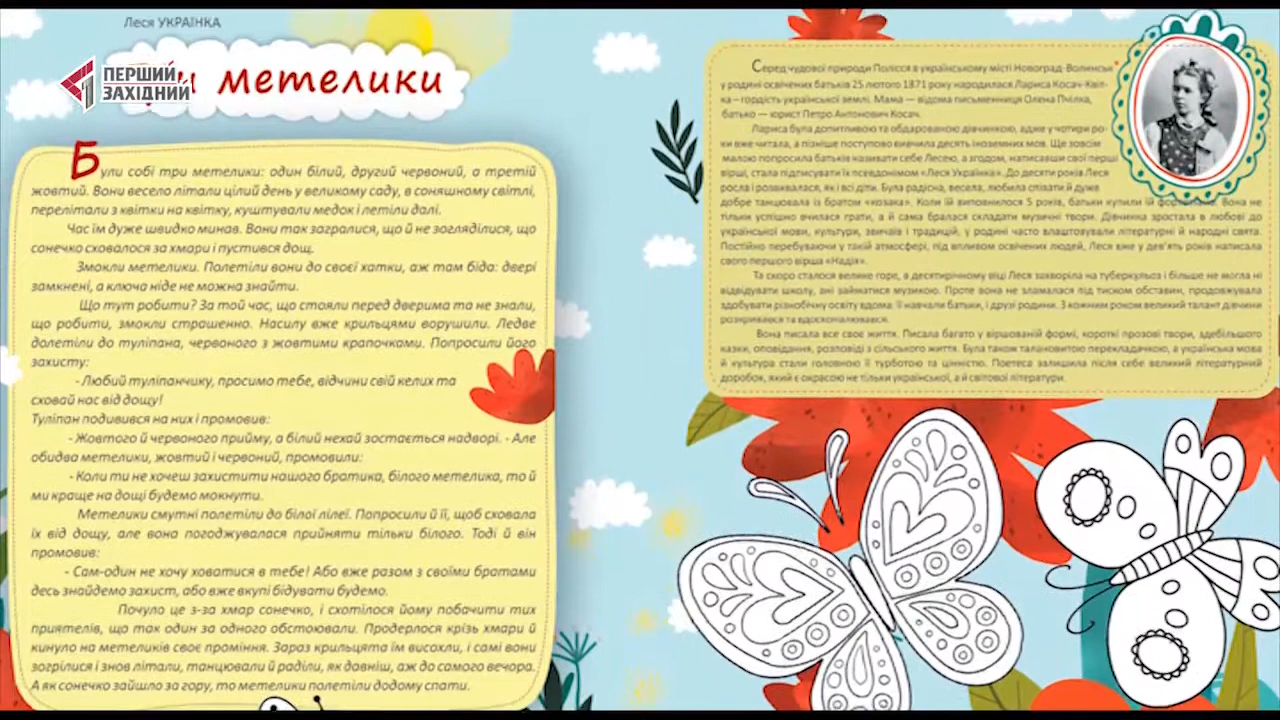 Леся УКРАЇНКА
ПЕРШИЙ
ЗАХІДНИЙ
метелики
Були собі три метелики: один білий, другий червоний, а третій
жовтий. Вони весело літали цілий день у великому саду, в сонячному світлі,
перелітали з квітки на квітку, куштували медок і летіли далі.
Час їм дуже швидко минав. Вони так загралися, що й не загляділися, що
сонечко сховалося за хмари і пустився дощ.
Змокли метелики. Полетіли вони до своєї хатки, аж там біда: двері
замкнені, а ключа ніде не можна знайти.
Що тут робити? За той час, що стояли перед дверима та не знали,
що робити, змокли страшенно. Насилу вже крильцями ворушили. Ледве
долетіли до туліпана, червоного з жовтими крапочками. Попросили його
захисту:
- Любий туліпанчику, просимо тебе, відчини свій келих та
сховай нас від дощу!
Туліпан подивився на них і промовив:
- Жовтого й червоного прийму, а білий нехай зостається надворі. - Але
обидва метелики, жовтий і червоний, промовили:
- Коли ти не хочеш захистити нашого братика, білого метелика, то й
ми краще на дощі будемо мокнути.
Метелики смутні полетіли до білої лілеї. Попросили й її, щоб сховала
їх від дощу, але вона погоджувалася прийняти тільки білого. Тоді й він
промовив:
- Сам-один не хочу ховатися в тебе! Або вже разом з своїми братами
десь знайдемо захист, або вже вкупі бідувати будемо.
Почуло це з-за хмар сонечко, і схотілося йому побачити тих
приятелів, що так один за одного обстоювали. Продерлося крізь хмари й
кинуло на метеликів своє проміння. Зараз крильцята їм висохли, і самі вони
зогрілися і знов літали, танцювали й раділи, як давніш, аж до самого вечора.
А як сонечко зайшло за гору, то метелики полетіли додому спати.
Серед чудової природи Полісся в українському місті Новоград-Волинськ
у родині освічених батьків 25 лютого 1871 року народилася Лариса Косач-Квіт-
ка – гордість української землі. Мама — відома письменниця Олена Пчілка,
батько — юрист Петро Антонович Косач.
Лариса була допитливою та обдарованою дівчинкою, адже у чотири ро-
ки вже читала, а пізніше поступово вивчила десять іноземних мов. Ще зовсім
малою попросила батьків називати себе Лесею, а згодом, написавши свої перші
вірші, стала підписувати їх псевдонімом «Леся Українка». До десяти років Леся
росла і розвивалася, як і всі діти. Була радісна, весела, любила співати й дуже
добре танцювала із братом «козака». Коли їй виповнилося 5 років, батьки купили їй Вона не
тільки успішно вчилася грати, а й сама бралася складати музичні твори. Дівчинка зростала в любові до
української мови, культури, звичаїв і традицій, у родині часто влаштовували літературні й народні свята.
Постійно перебуваючи у такій атмосфері, під впливом освічених людей, Леся вже у дев'ять років написала
свого першого вірша «Надія».
Та скоро сталося велике горе, в десятирічному віці Леся захворіла на туберкульоз і більше не могла ні
відвідувати школу, ані займатися музикою. Проте вона не зламалася під тиском обставин, продовжувала
здобувати різнобічну освіту вдома. Її навчали батьки, і друзі родини. З кожним роком великий талант дівчини
розкривався та вдосконалювався.
Вона писала все своє життя. Писала багато у віршованій формі, короткі прозові твори, здебільшого
казки, оповідання, розповіді з сільського життя. Була також талановитою перекладачкою, а українська мова
й культура стали головною її турботою та цінністю. Поетеса залишила після себе великий літературний
доробок, який є окрасою не тільки української, а й світової літератури.